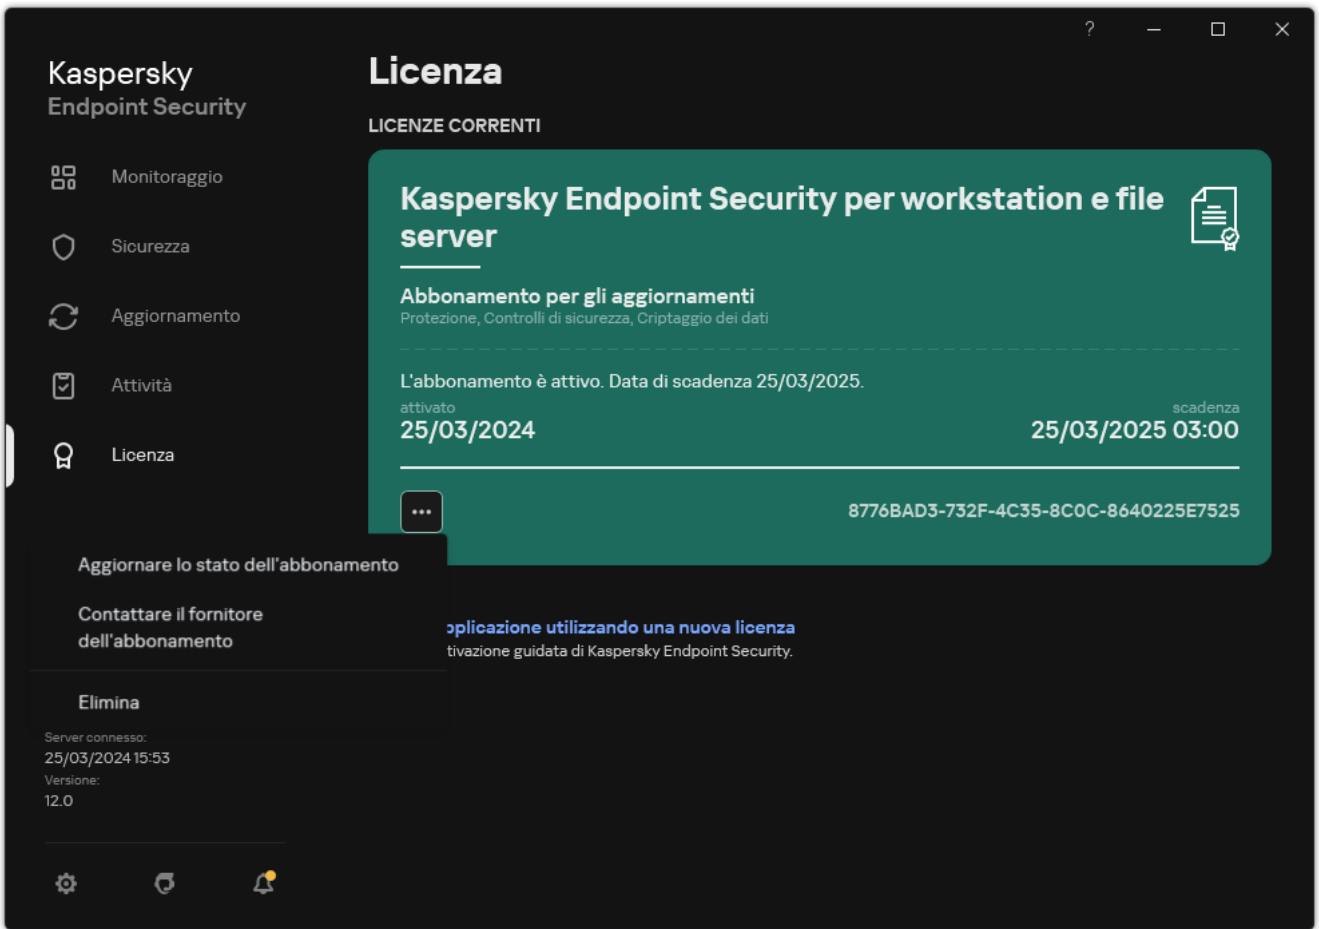 ?
Kaspersky
Endpoint Security
Monitoraggio
Sicurezza
Aggiornamento
Attività
Licenza
Licenza
LICENZE CORRENTI
Kaspersky Endpoint Security per workstation e file
server
Abbonamento per gli aggiornamenti
Protezione, Controlli di sicurezza, Criptaggio dei dati
L'abbonamento è attivo. Data di scadenza 25/03/2025.
attivato
scadenza
25/03/2024
25/03/2025 03:00
8776BAD3-732F-4C35-8C0C-8640225E7525
Aggiornare lo stato dell'abbonamento
Contattare il fornitore
dell'abbonamento
Elimina
utilizzando una nuova licenza
guidata di Kaspersky Endpoint Security.
Server connesso:
25/03/2024 15:53
Versione:
12.0